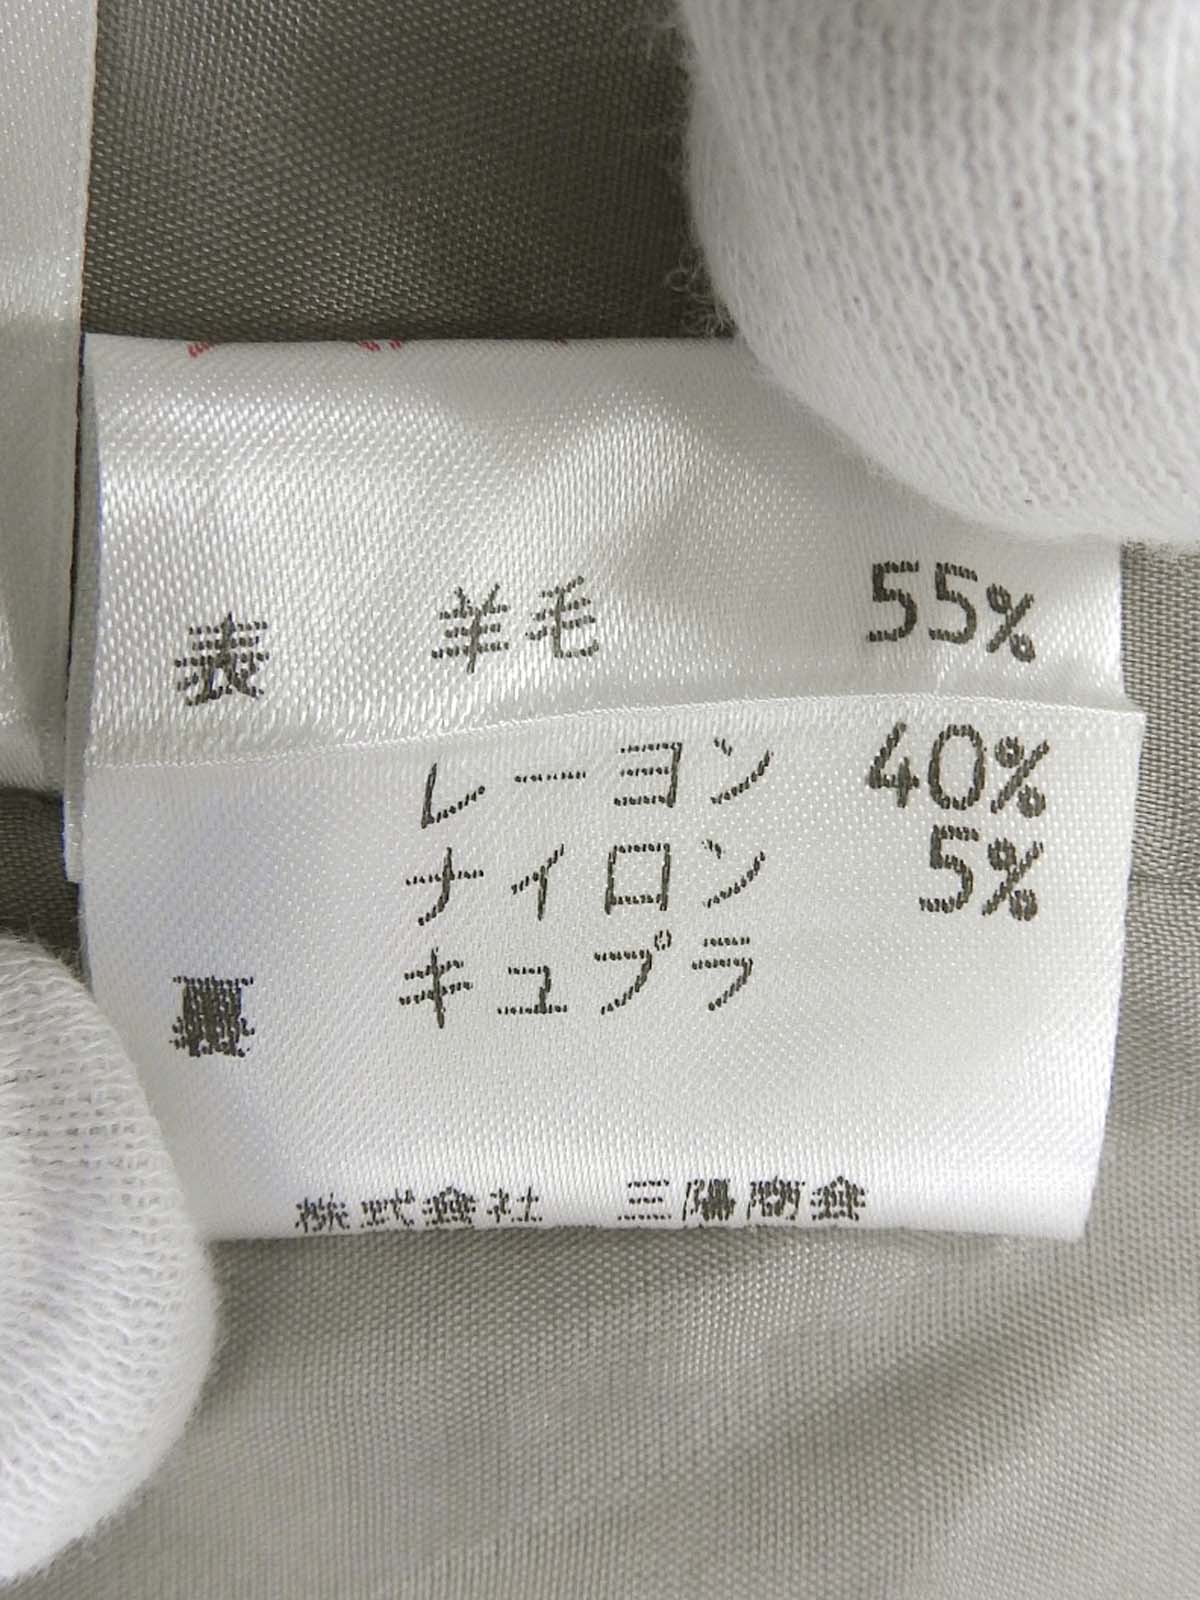 表 羊毛 55%
レーヨン 40%
ナイロン 5%
裏 キュプラ
株式会社 三陽商会